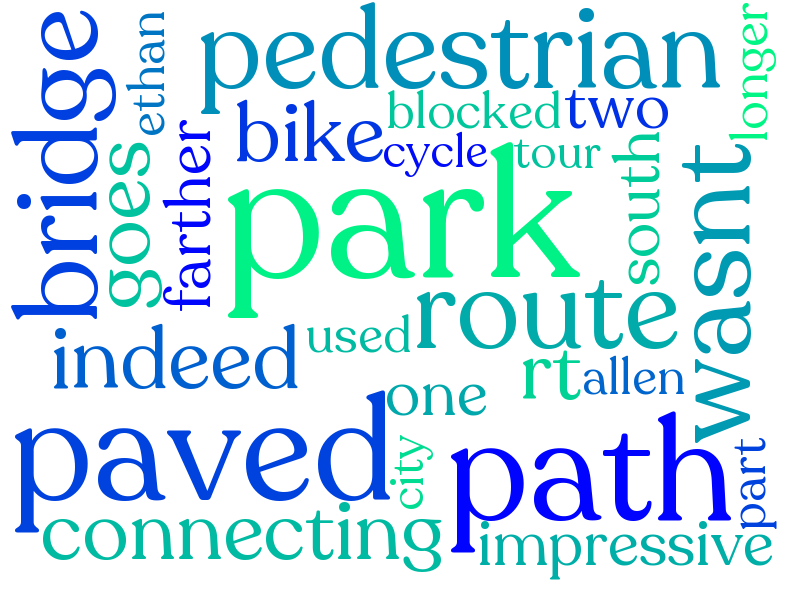 pedestrian
bridge
ethan
longer
blocked
two
bike
cycle
tour
goes
farther
park
south
wasnt
route
indeed
used
rt
allen
one
paved
path
city
part
connecting
impressive